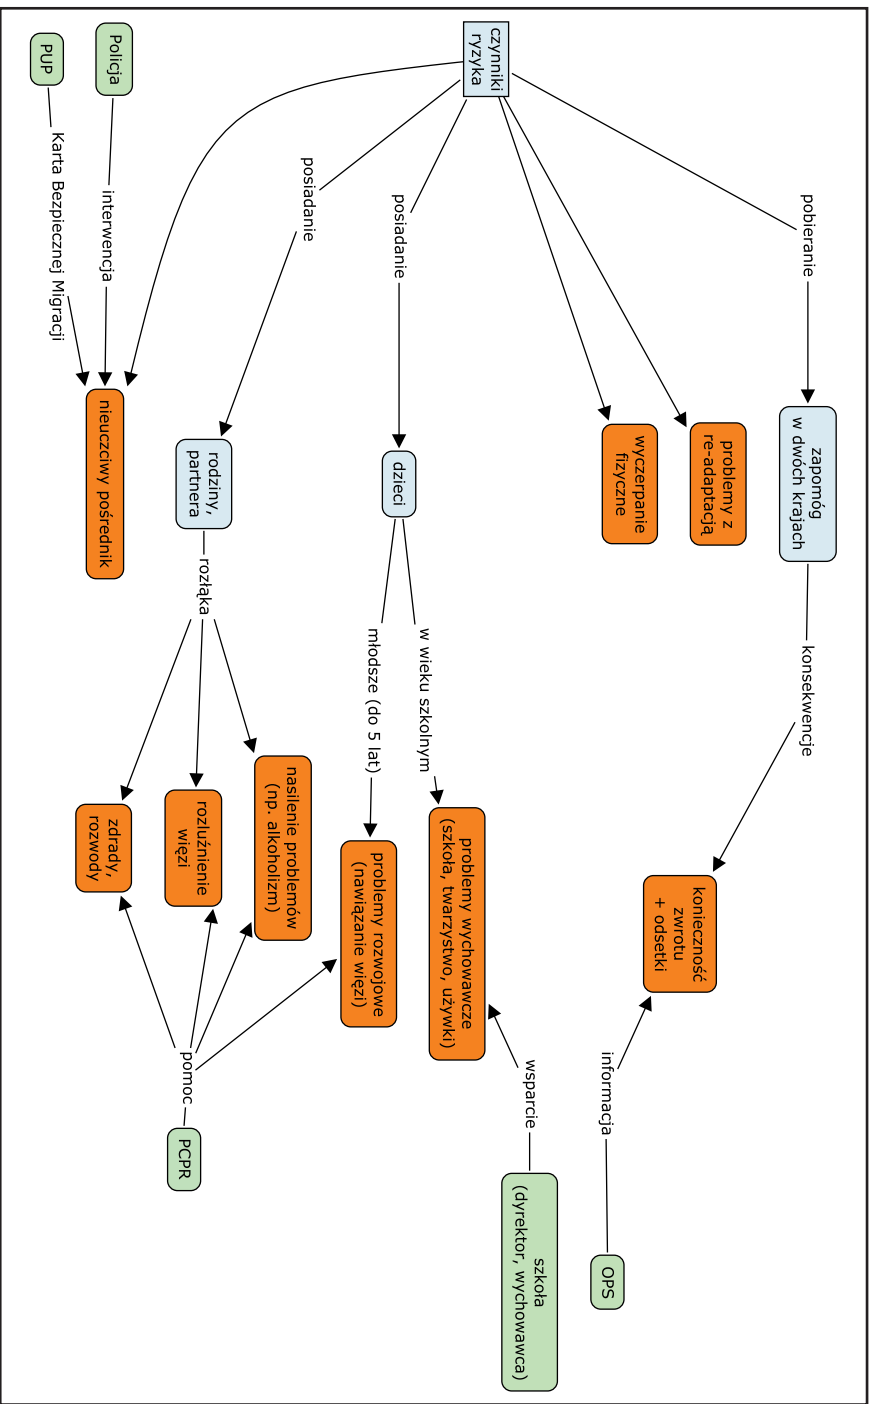 pobieranie
zapomóg
w dwóch krajach
konsekwencje
konieczność
zwrotu
+ odsetki
informacja
OPS
problemy z
re-adaptacją
wyczerpanie
fizyczne
czynniki
ryzyka
szkoła
(dyrektor, wychowawca)
wsparcie
problemy wychowawcze
(szkoła, twarzystwo, używki)
w wieku szkolnym
posiadanie
dzieci
młodsze (do 5 lat)
problemy rozwojowe
(nawiązanie więzi)
posiadanie
rodziny,
partnera
rozłąka
nasilenie problemów
(np. alkoholizm)
rozluźnienie
więzi
zdrady,
rozwody
pomoc
PCPR
Policja
interwencja
nieuczciwy pośrednik
PUP
Karta Bezpiecznej Migracji